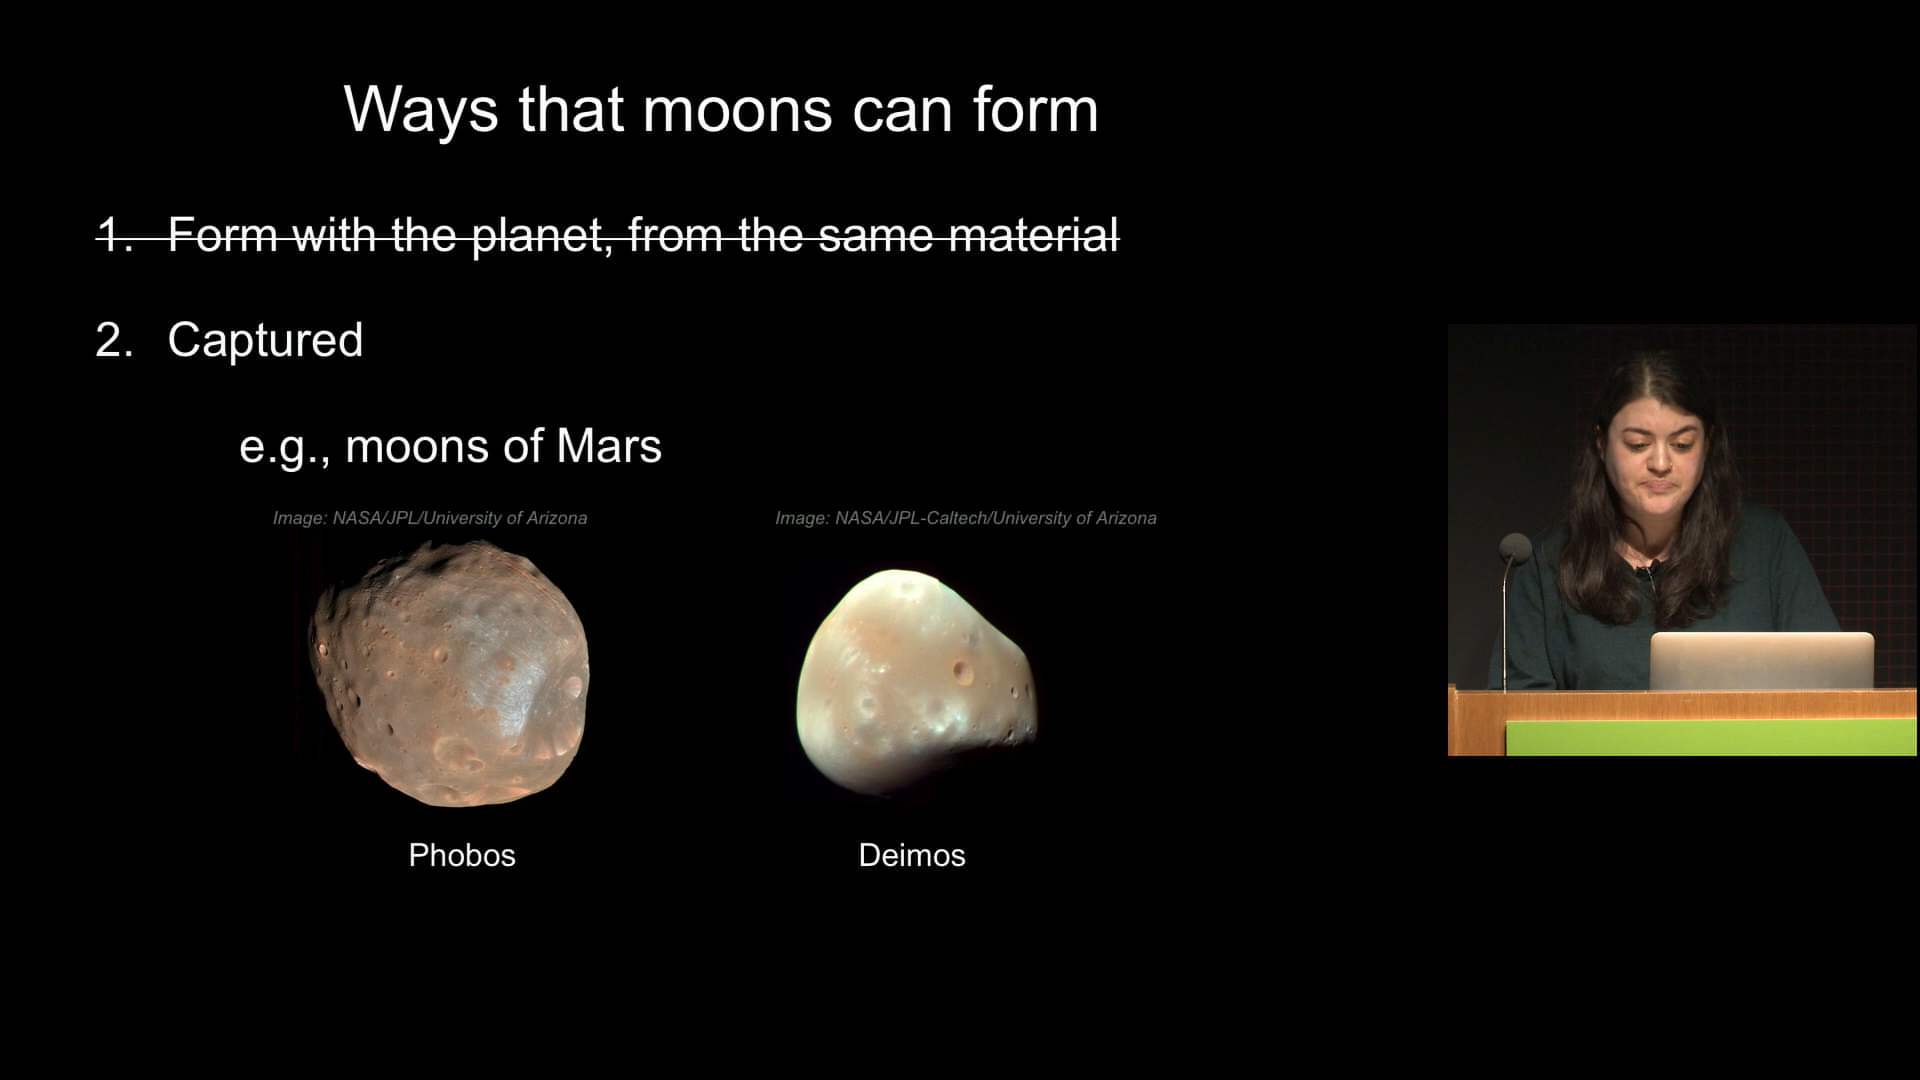 Ways that moons can form
1. Form with the planet, from the same material
2. Captured
e.g., moons of Mars
Image: NASA/JPL/University of Arizona
Image: NASA/JPL-Caltech/University of Arizona
Phobos
Deimos